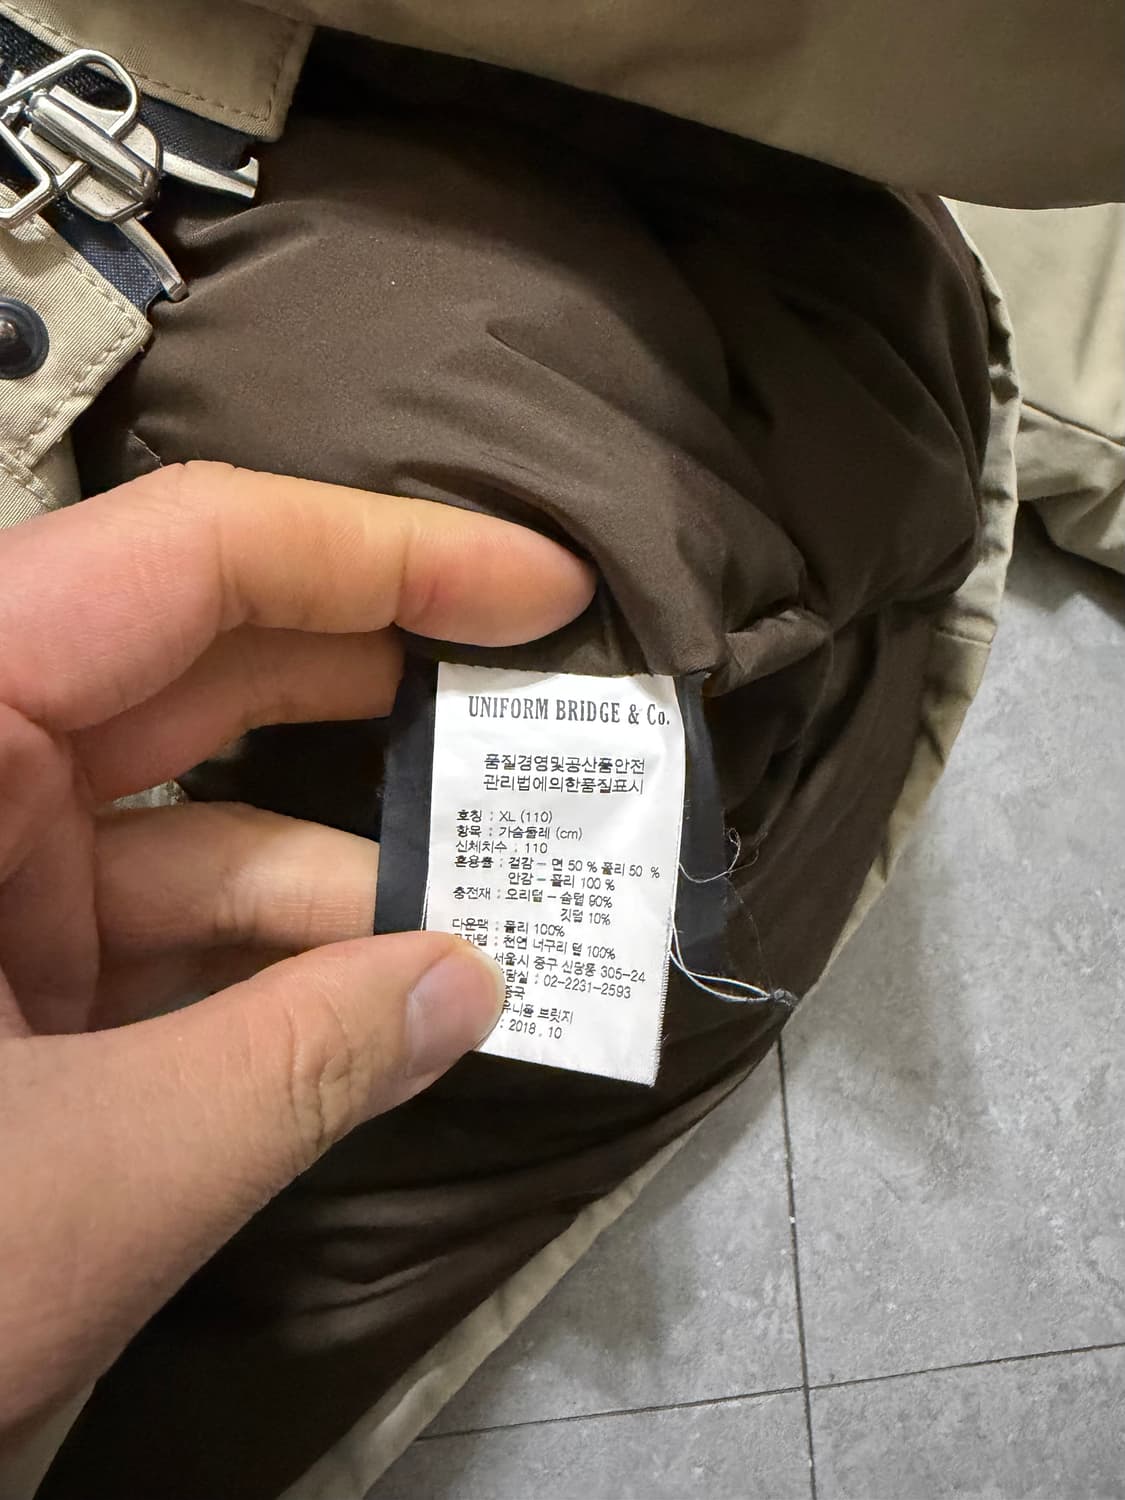 UNIFORM BRIDGE & Co.
품질경영및공산품안전
관리법에의한품질표시
호칭 : XL (110)
항목 : 가슴둘레 (cm)
신체치수 : 110
혼용률 : 겉감 - 면 50 % 폴리 50 %
안감 - 폴리 100 %
충전재 : 오리털 - 솜털 90%
깃털 10%
다운팩 : 폴리 100%
천연 너구리 털 100%
서울시 중구 신당동 305-24
: 02-2231-2593
브릿지
: 2018. 10